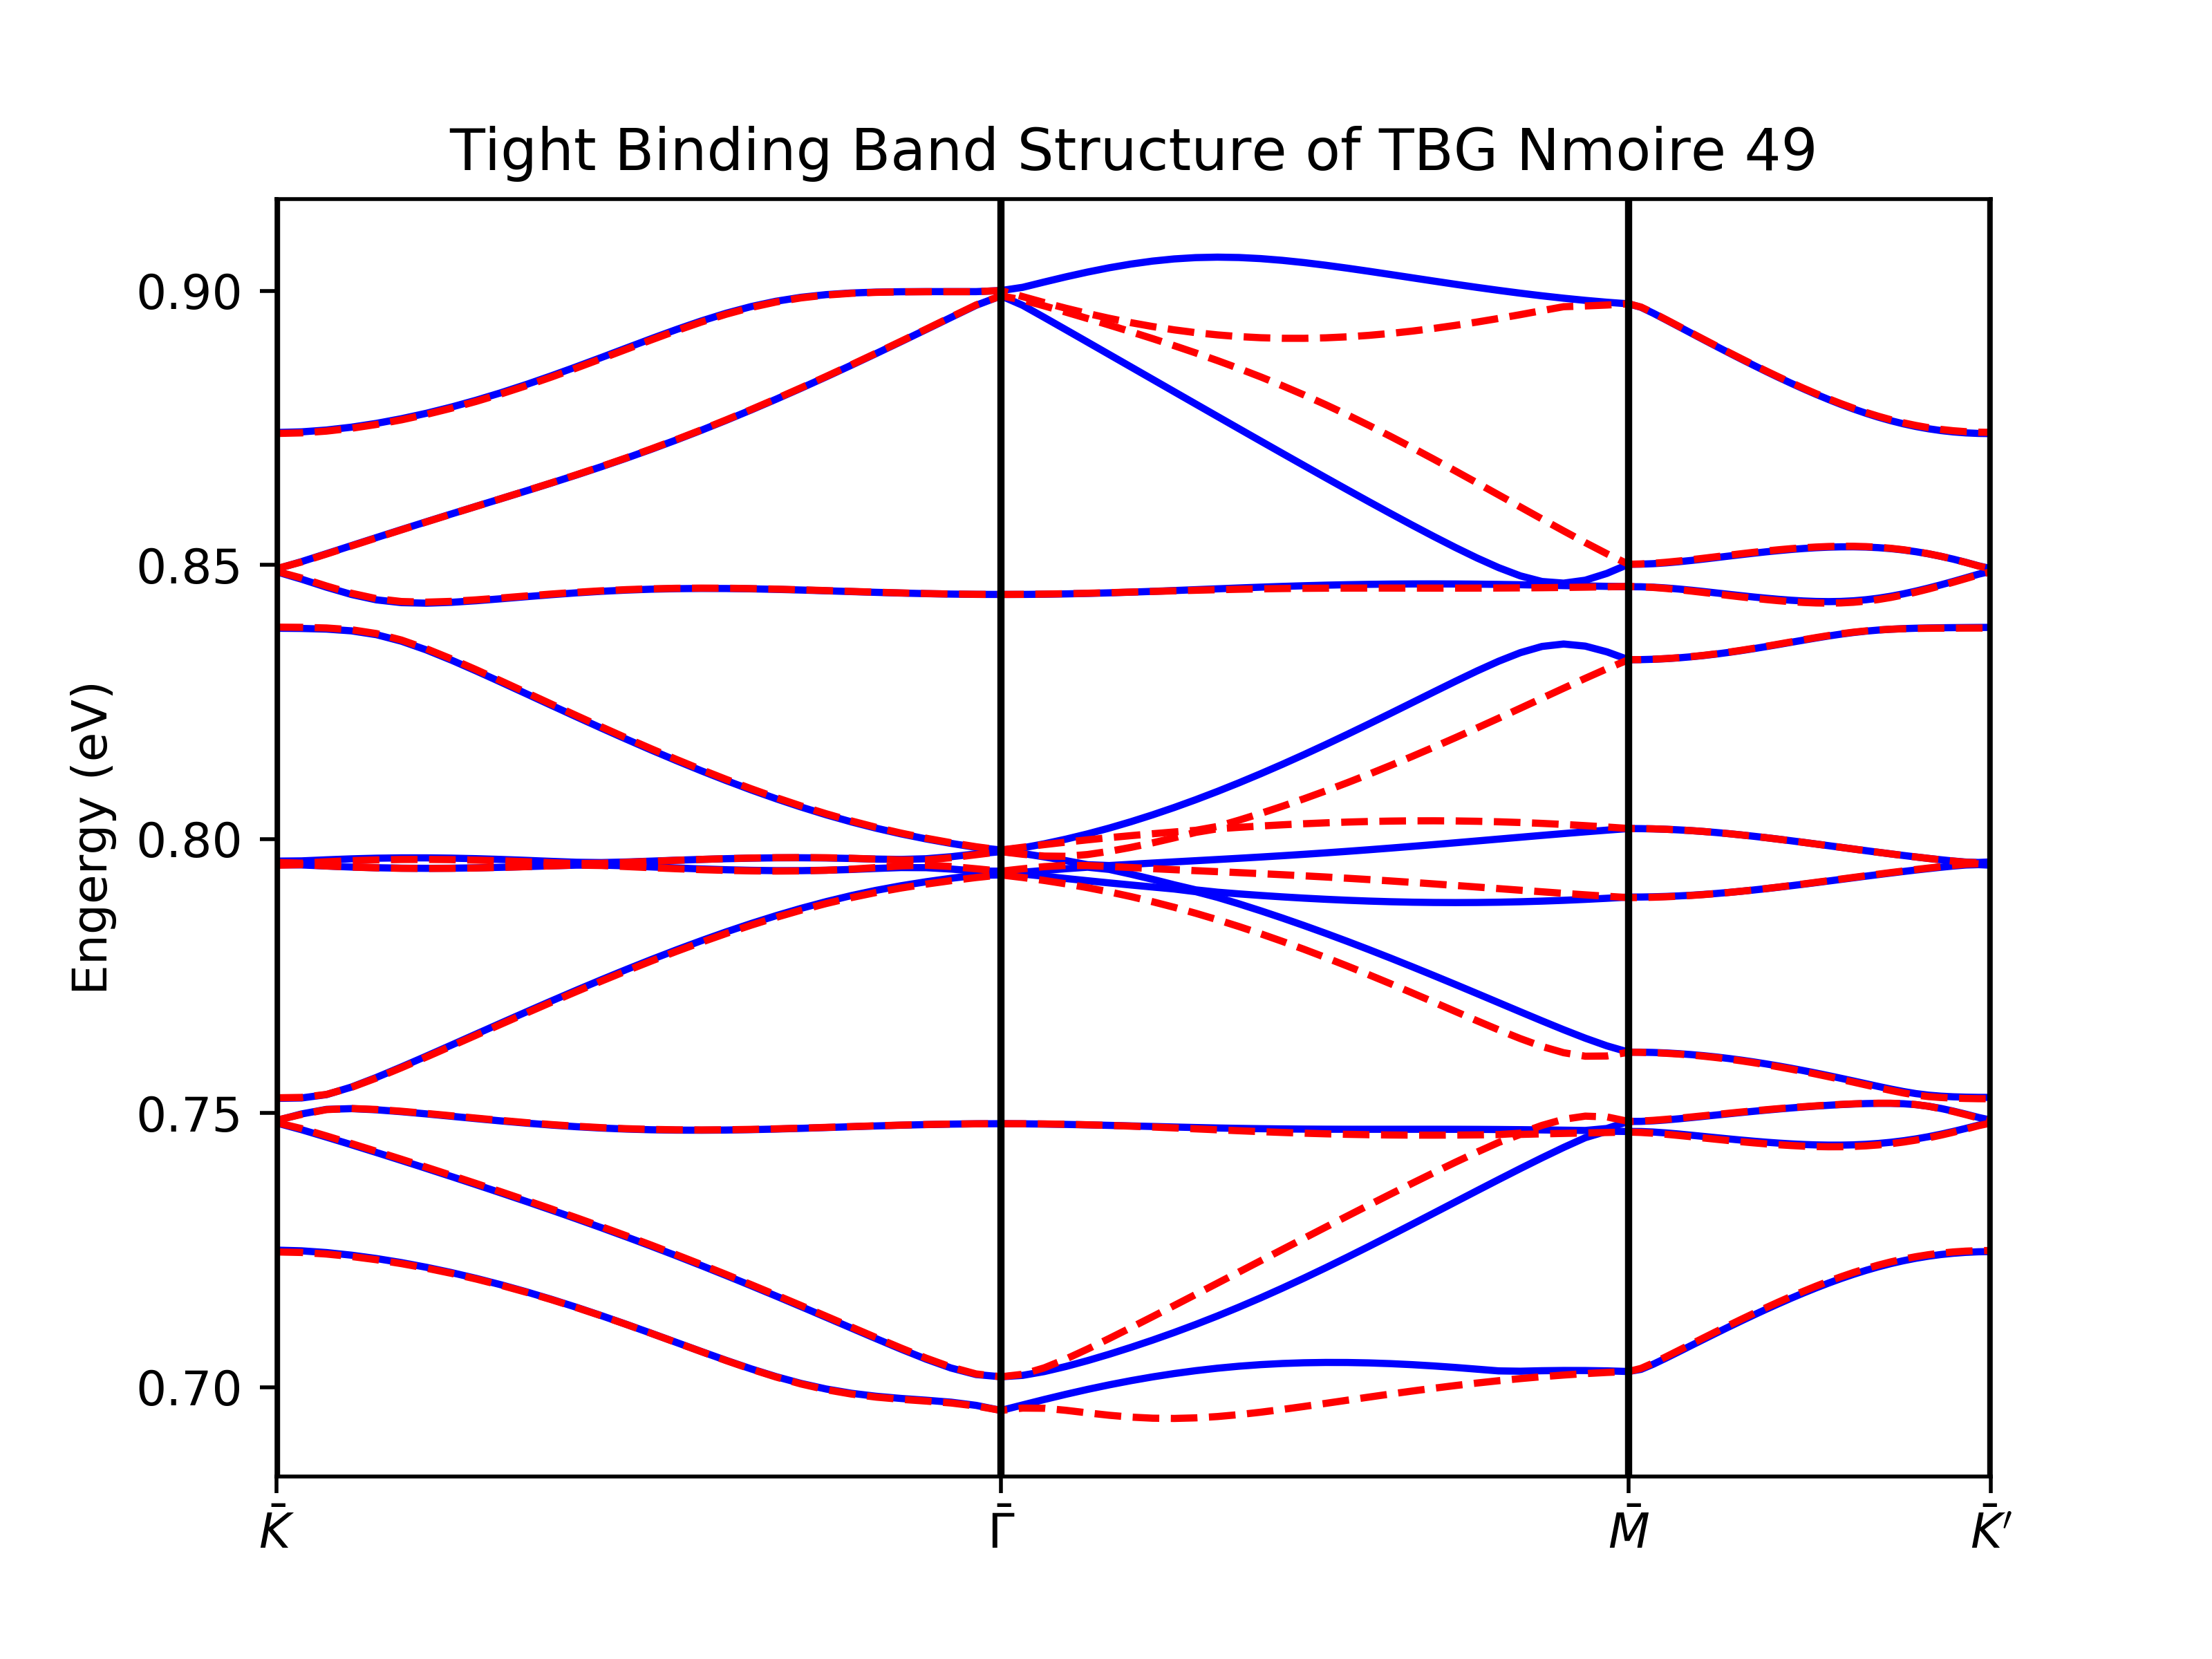 Tight Binding Band Structure of TBG Nmoire 49
Engergy (eV)
0.90
0.85
0.80
0.75
0.70
K̄ Γ̄ M̄ K̄′